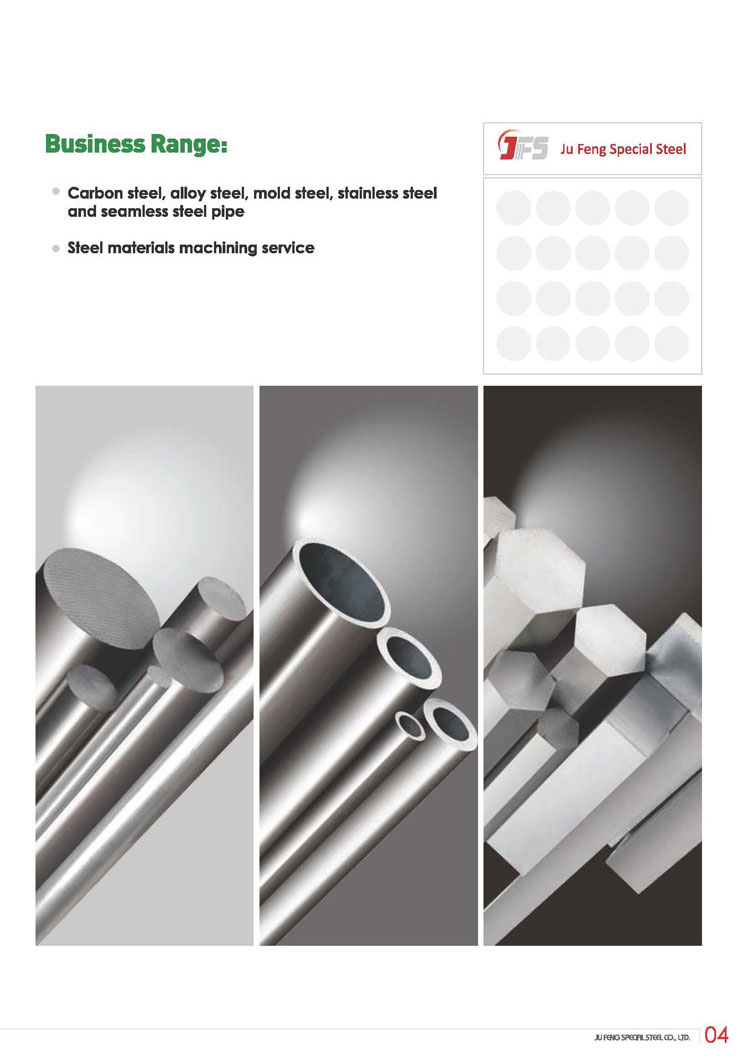 Business Range:
JFS Ju Feng Special Steel
Carbon steel, alloy steel, mold steel, stainless steel
and seamless steel pipe
Steel materials machining service
JU FENG SPECIAL STEEL CO., LTD. 04